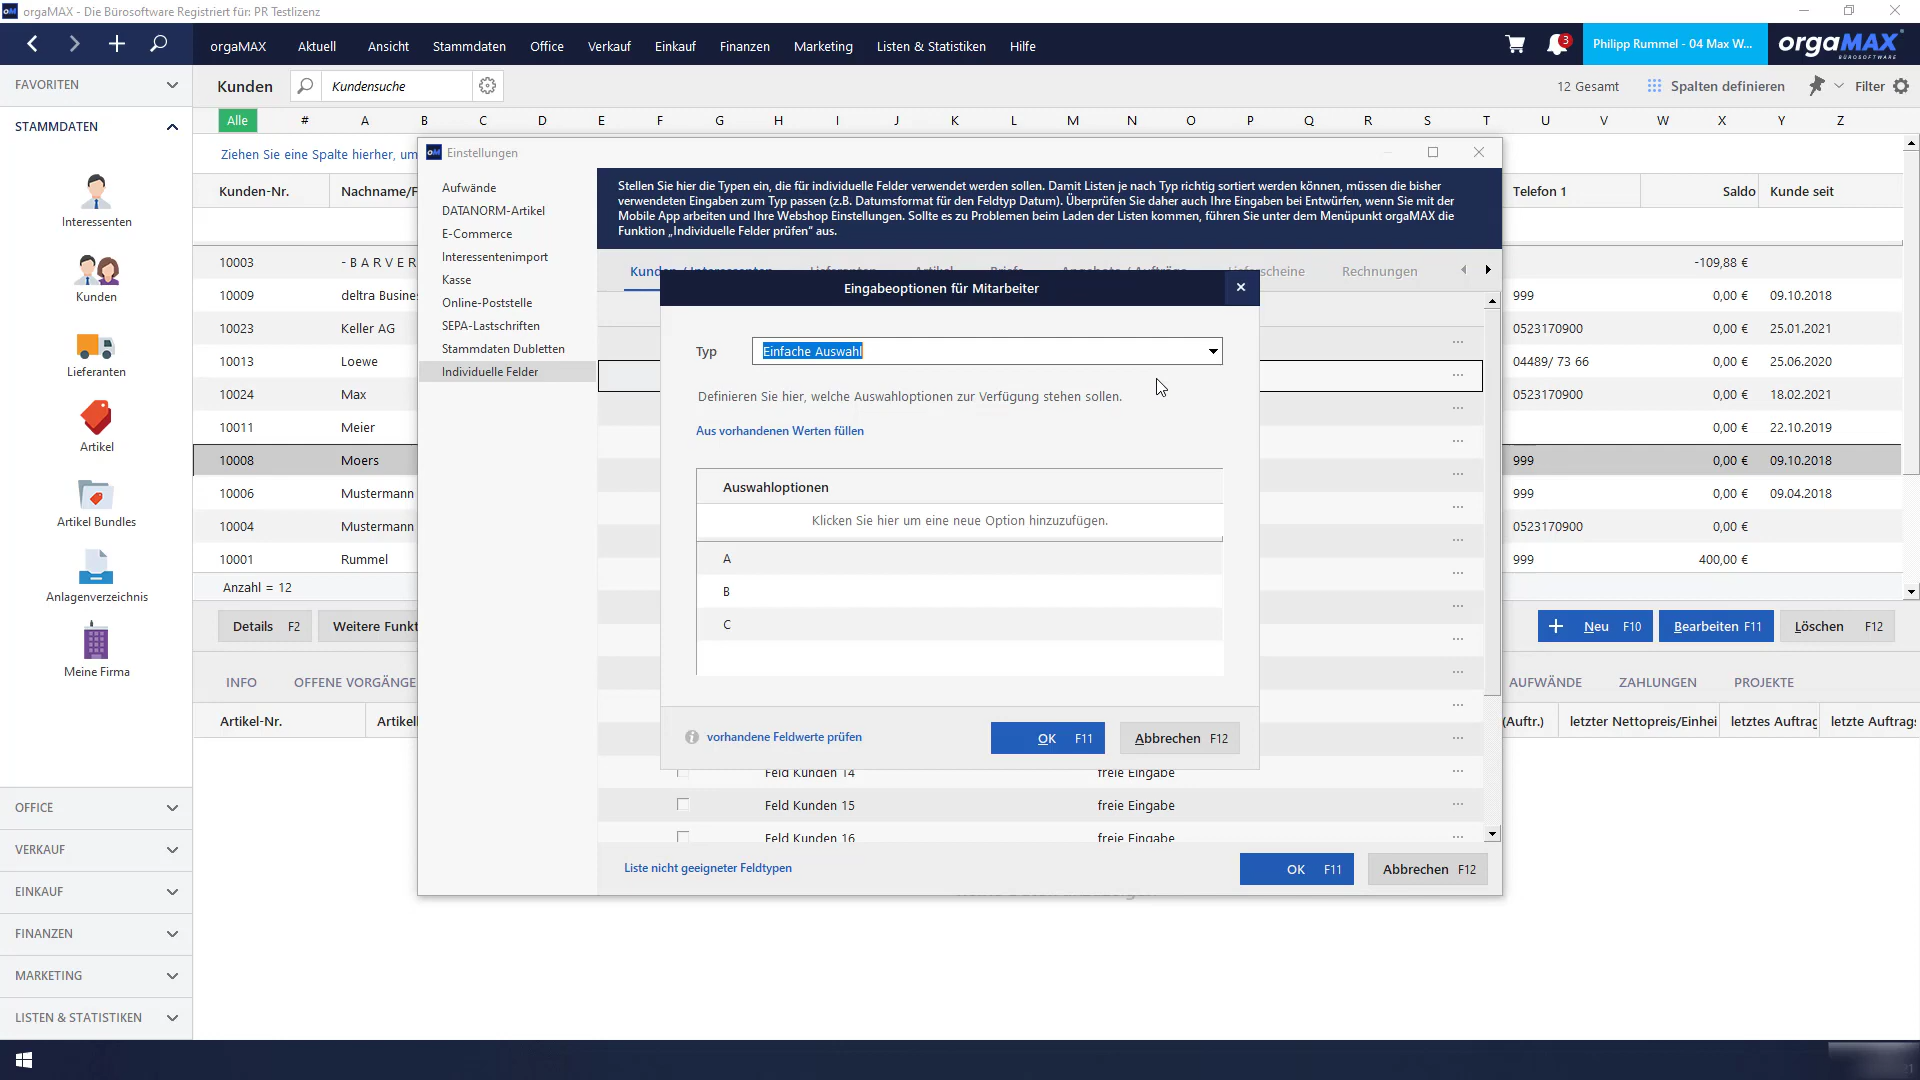 orgaMAX - Die Bürosoftware Registriert für: PR Testlizenz
orgaMAX Aktuell Ansicht Stammdaten Office Verkauf Einkauf Finanzen Marketing Listen & Statistiken Hilfe
3
Philipp Rummel - 04 Max W...
orgaMAX
BÜROSOFTWARE
FAVORITEN
Kunden
Kundensuche
12 Gesamt
Spalten definieren
Filter
STAMMDATEN
Alle # A B C D E F G H I J K L M N O P Q R S T U V W X Y Z
Ziehen Sie eine Spalte hierher, um
Kunden-Nr. Nachname/F
Telefon 1 Saldo Kunde seit
Interessenten
Kunden
Lieferanten
Artikel
Artikel Bundles
Anlagenverzeichnis
Meine Firma
10003 - B A R V E R -109,88 €
10009 deltra Busine 999 0,00 € 09.10.2018
10023 Keller AG 0523170900 0,00 € 25.01.2021
10013 Loewe 04489/ 73 66 0,00 € 25.06.2020
10024 Max 0523170900 0,00 € 18.02.2021
10011 Meier 0,00 € 22.10.2019
10008 Moers 999 0,00 € 09.10.2018
10006 Mustermann 999 0,00 € 09.04.2018
10004 Mustermann 0523170900 0,00 €
10001 Rummel 999 400,00 €
Anzahl = 12
Details F2
Weitere Funkt
Neu F10
Bearbeiten F11
Löschen F12
INFO OFFENE VORGÄNGE
AUFWÄNDE ZAHLUNGEN PROJEKTE
Artikel-Nr. Artikell
(Auftr.) letzter Nettopreis/Einhei letztes Auftrag letzte Auftrags
OFFICE
VERKAUF
EINKAUF
FINANZEN
MARKETING
LISTEN & STATISTIKEN
Einstellungen
Aufwände
DATANORM-Artikel
E-Commerce
Interessentenimport
Kasse
Online-Poststelle
SEPA-Lastschriften
Stammdaten Dubletten
Individuelle Felder
Stellen Sie hier die Typen ein, die für individuelle Felder verwendet werden sollen. Damit Listen je nach Typ richtig sortiert werden können, müssen die bisher
verwendeten Eingaben zum Typ passen (z.B. Datumsformat für den Feldtyp Datum). Überprüfen Sie daher auch Ihre Eingaben bei Entwürfen, wenn Sie mit der
Mobile App arbeiten und Ihre Webshop Einstellungen. Sollte es zu Problemen beim Laden der Listen kommen, führen Sie unter dem Menüpunkt orgaMAX die
Funktion „Individuelle Felder prüfen“ aus.
Kunden / Interessenten Lieferanten Artikel Briefe Angebote / Aufträge Lieferscheine Rechnungen
Eingabeoptionen für Mitarbeiter
Typ Einfache Auswahl
Definieren Sie hier, welche Auswahloptionen zur Verfügung stehen sollen.
Aus vorhandenen Werten füllen
Auswahloptionen
Klicken Sie hier um eine neue Option hinzuzufügen.
A
B
C
vorhandene Feldwerte prüfen
OK F11
Abbrechen F12
Feld Kunden 14 freie Eingabe
Feld Kunden 15 freie Eingabe
Feld Kunden 16 freie Eingabe
Liste nicht geeigneter Feldtypen
OK F11
Abbrechen F12